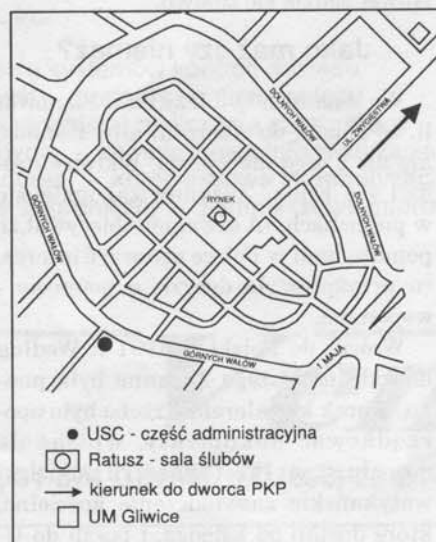 DOLNYCH WAŁÓW
UL. ZWYCIĘSTWA
RYNEK
GÓRNYCH WAŁÓW
DOLNYCH WAŁÓW
GÓRNYCH WAŁÓW
1 MAJA
USC - część administracyjna
Ratusz - sala ślubów
kierunek do dworca PKP
UM Gliwice